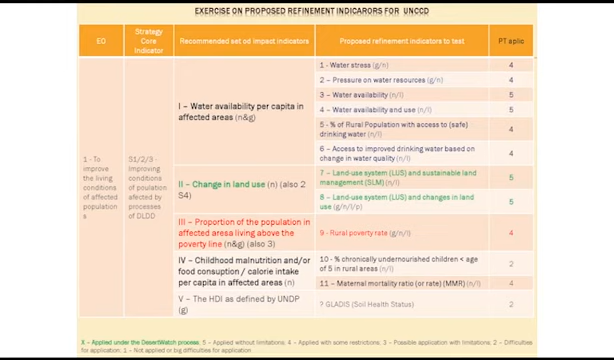 EXERCISE ON PROPOSED REFINEMENT INDICARORS FOR UNCCD
EO
Strategy
Core
Indicator
Recommended set od Impact indicators
Proposed refinement indicators to test
PT aplic
1 - To
improve
the living
conditions
of affected
population
s
S1/2/3 -
Improving
conditions
of poulation
affected by
processes of
DLDD
I – Water availability per capita in
affected areas (n&g)
1 - Water stress (g/n)
4
2 – Pressure on water resources (g/n)
4
3 – Water availability (n/l)
5
4 – Water availability and use (n/l)
5
5 - % of Rural Population with access to (safe)
drinking water (n/l)
4
6 – Access to improved drinking water based on
change in water quality (n/l)
4
II – Change in land use (n) (also 2
S4)
7 – Land-use system (LUS) and sustainable land
management (SLM) (n/l)
5
8 – Land-use system (LUS) and changes in land
use (g/n/l/p)
5
III – Proportion of the population in
affected aresa living above the
poverty line (n&g) (also 3)
9 - Rural poverty rate (g/n/l)
4
IV – Childhood malnutrition and/or
food consuption / calorie intake
per capita in affected areas (n)
10 - % chronically undernourished children < age
of 5 in rural areas (n/l)
2
11 – Maternal mortality ratio (or rate) (MMR) (n/l)
4
V – The HDI as defined by UNDP
(g)
? GLADIS (Soil Health Status)
2
X – Applied under the DesertWatch process; 5 – Applied without limitations; 4 – Applied with some restrictions; 3 – Possible application with limitations; 2 – Difficulties
for application; 1 – Not applied or big difficulties for application